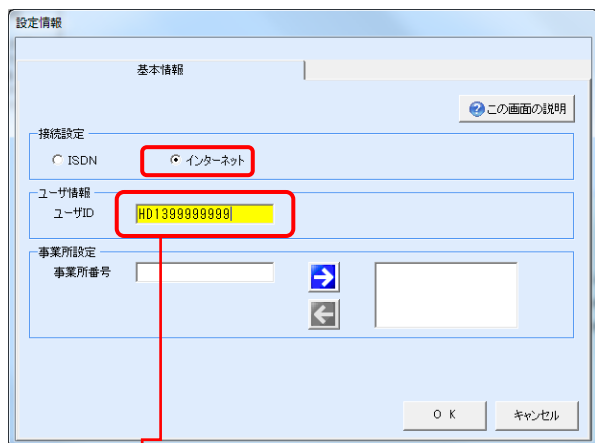 設定情報
基本情報
この画面の説明
接続設定
ISDN
インターネット
ユーザ情報
ユーザID
HD1399999999
事業所設定
事業所番号
ＯＫ
キャンセル